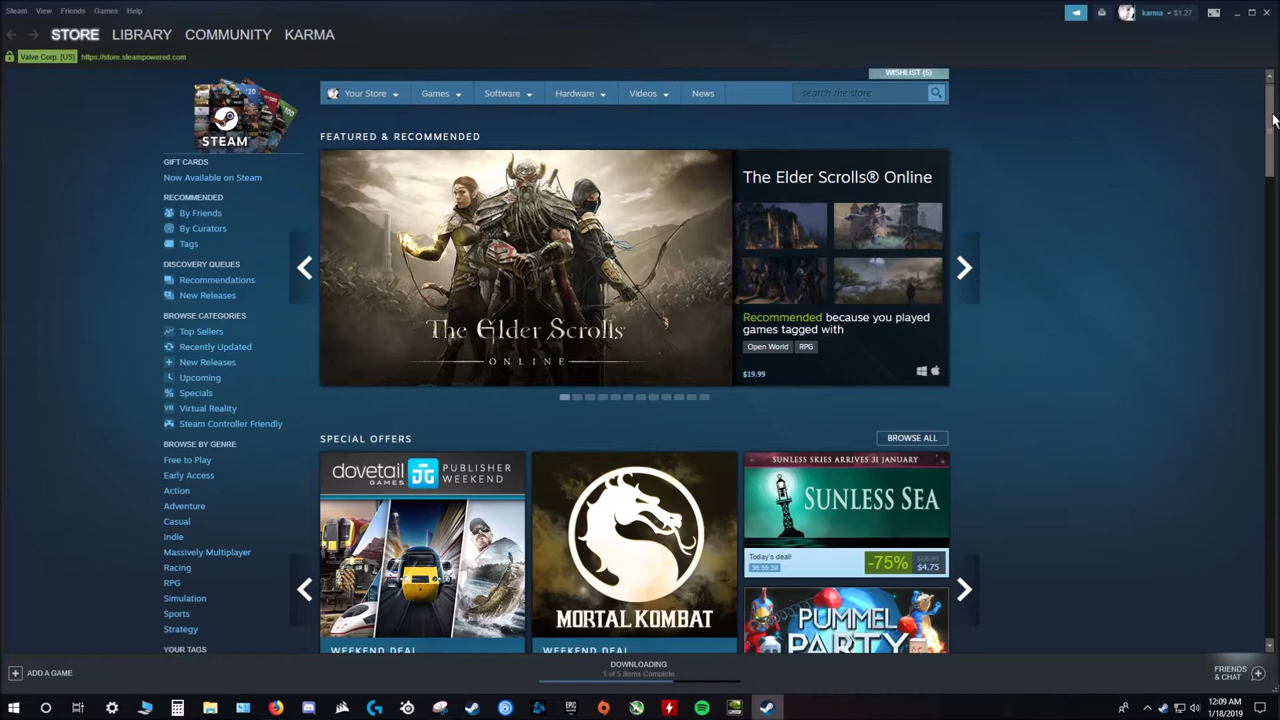 Steam View Friends Games Help
karma $1.27
STORE LIBRARY COMMUNITY KARMA
Valve Corp. [US] https://store.steampowered.com
WISHLIST (5)
Your Store Games Software Hardware Videos News search the store
STEAM
GIFT CARDS
Now Available on Steam
RECOMMENDED
By Friends
By Curators
Tags
DISCOVERY QUEUES
Recommendations
New Releases
BROWSE CATEGORIES
Top Sellers
Recently Updated
New Releases
Upcoming
Specials
VR Virtual Reality
Steam Controller Friendly
BROWSE BY GENRE
Free to Play
Early Access
Action
Adventure
Casual
Indie
Massively Multiplayer
Racing
RPG
Simulation
Sports
Strategy
YOUR TAGS
FEATURED & RECOMMENDED
The Elder Scrolls
ONLINE
The Elder Scrolls® Online
Recommended because you played
games tagged with
Open World RPG
$19.99
SPECIAL OFFERS
BROWSE ALL
dovetail GAMES
PUBLISHER
WEEKEND
WEEKEND DEAL
MORTAL KOMBAT
WEEKEND DEAL
SUNLESS SKIES ARRIVES 31 JANUARY
SUNLESS SEA
Today's deal!
-75%
$4.75
PUMMEL
PARTY
ADD A GAME
DOWNLOADING
1 of 5 Items Complete
FRIENDS
& CHAT
EPIC
12:09 AM
1/18/2019